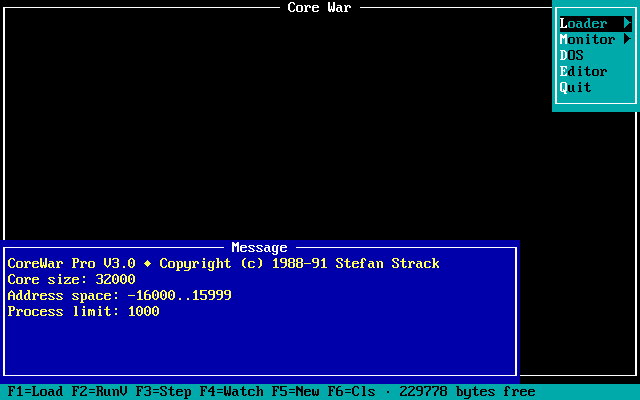 Core War
Loader ►
Monitor ►
DOS
Editor
Quit
Message
CoreWar Pro V3.0 ♦ Copyright (c) 1988-91 Stefan Strack
Core size: 32000
Address space: -16000..15999
Process limit: 1000
F1=Load F2=RunV F3=Step F4=Watch F5=New F6=Cls · 229778 bytes free